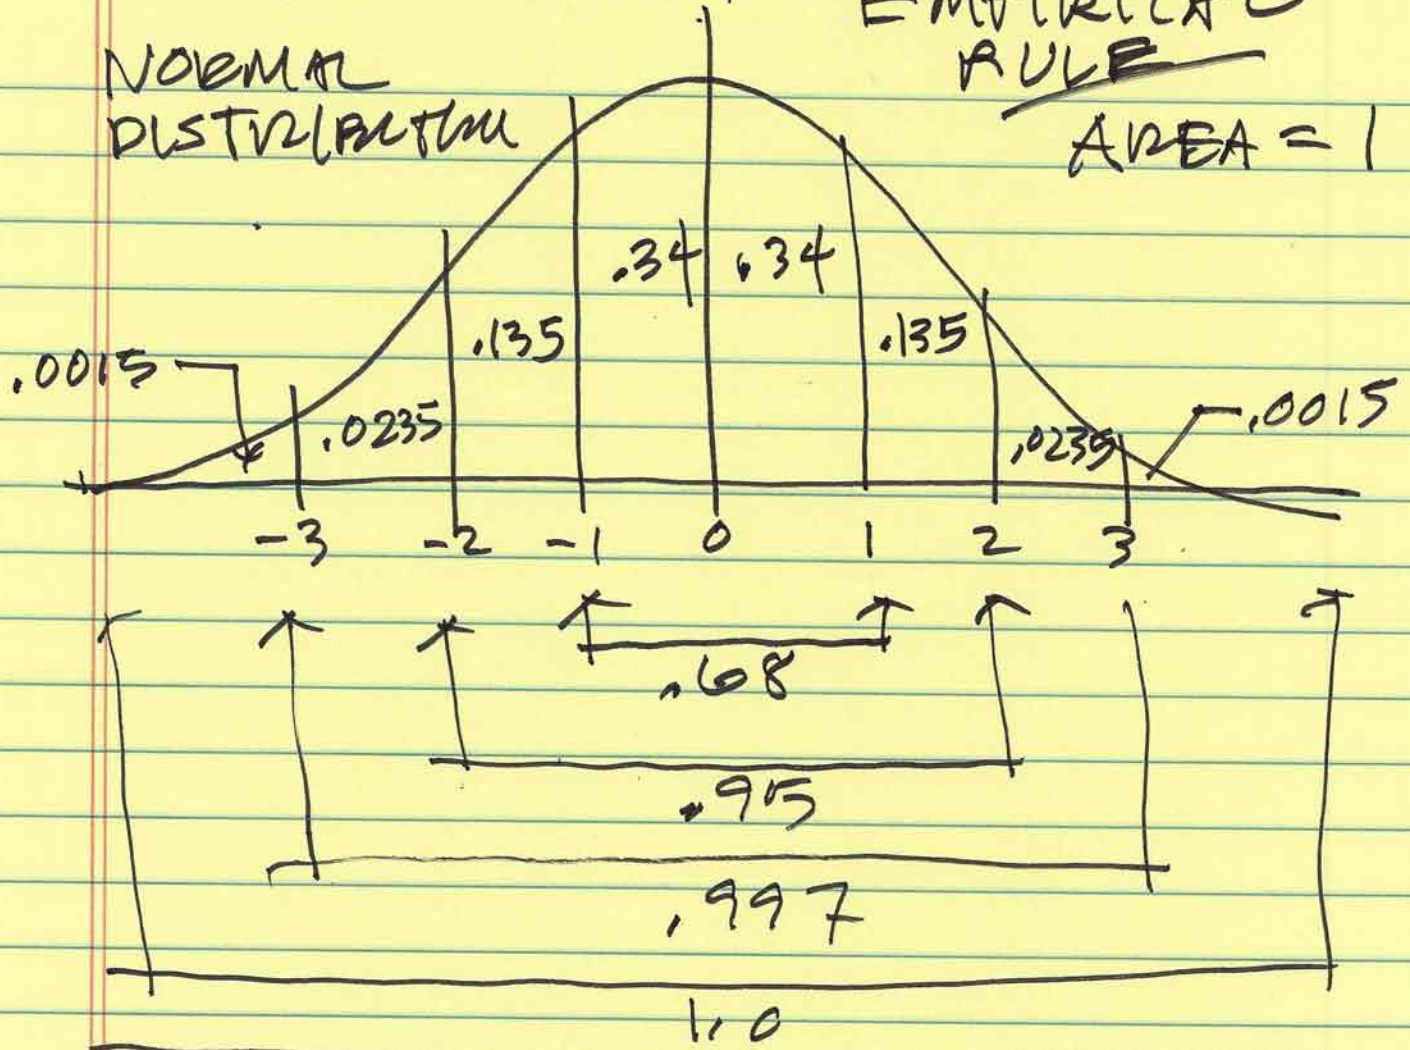 EMPIRICAL
NORMAL
RULE
DISTRIBUTION
AREA = 1
.34 .34
.135 .135
.0015
.0235
.0235
.0015
-3 -2 -1 0 1 2 3
.68
.95
.997
1.0